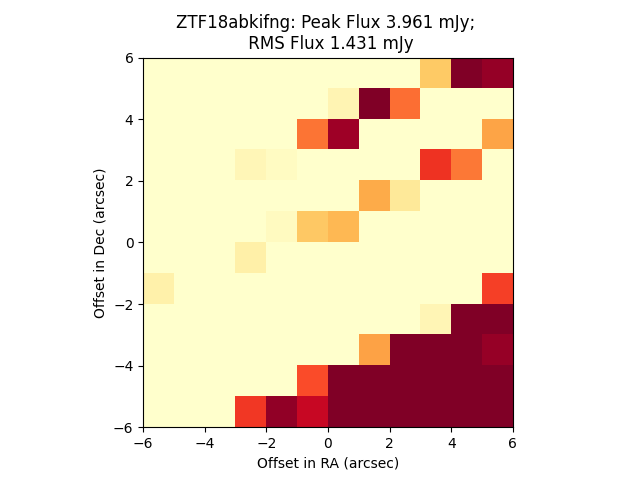 ZTF18abkifng: Peak Flux 3.961 mJy;
RMS Flux 1.431 mJy
6
4
2
0
−2
−4
−6
Offset in Dec (arcsec)
−6 −4 −2 0 2 4 6
Offset in RA (arcsec)